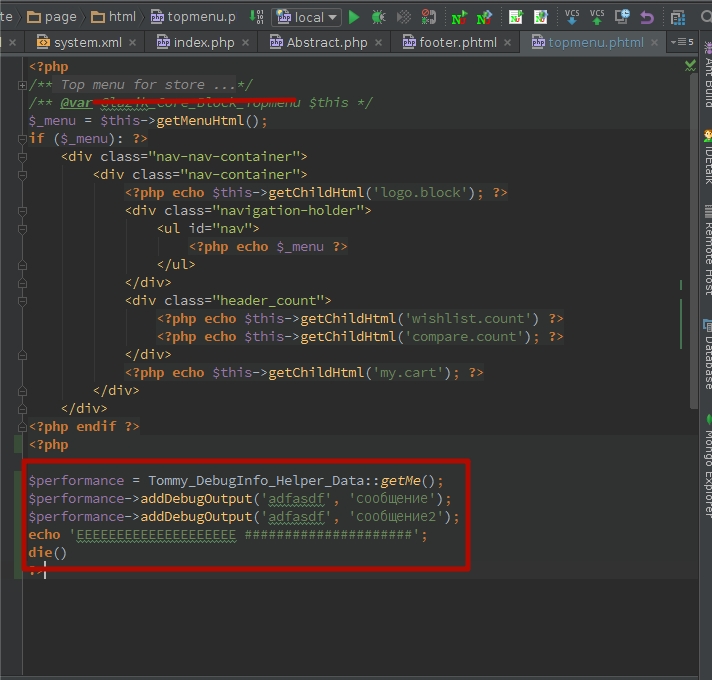 te page html topmenu.p local VCS VCS
system.xml index.php Abstract.php footer.phtml topmenu.phtml 5
<?php
/** Top menu for store ...*/
/** @var Core_Block_Topmenu $this */
$_menu = $this->getMenuHtml();
if ($_menu): ?>
<div class="nav-nav-container">
<div class="nav-container">
<?php echo $this->getChildHtml('logo.block'); ?>
<div class="navigation-holder">
<ul id="nav">
<?php echo $_menu ?>
</ul>
</div>
<div class="header_count">
<?php echo $this->getChildHtml('wishlist.count') ?>
<?php echo $this->getChildHtml('compare.count'); ?>
</div>
<?php echo $this->getChildHtml('my.cart'); ?>
</div>
</div>
<?php endif ?>
<?php
$performance = Tommy_DebugInfo_Helper_Data::getMe();
$performance->addDebugOutput('adfasdf', 'сообщение');
$performance->addDebugOutput('adfasdf', 'сообщение2');
echo 'EEEEEEEEEEEEEEEEEEEE #####################';
die()
?>
Ant Build
IDEtalk
Remote Host
Database
Mongo Explorer